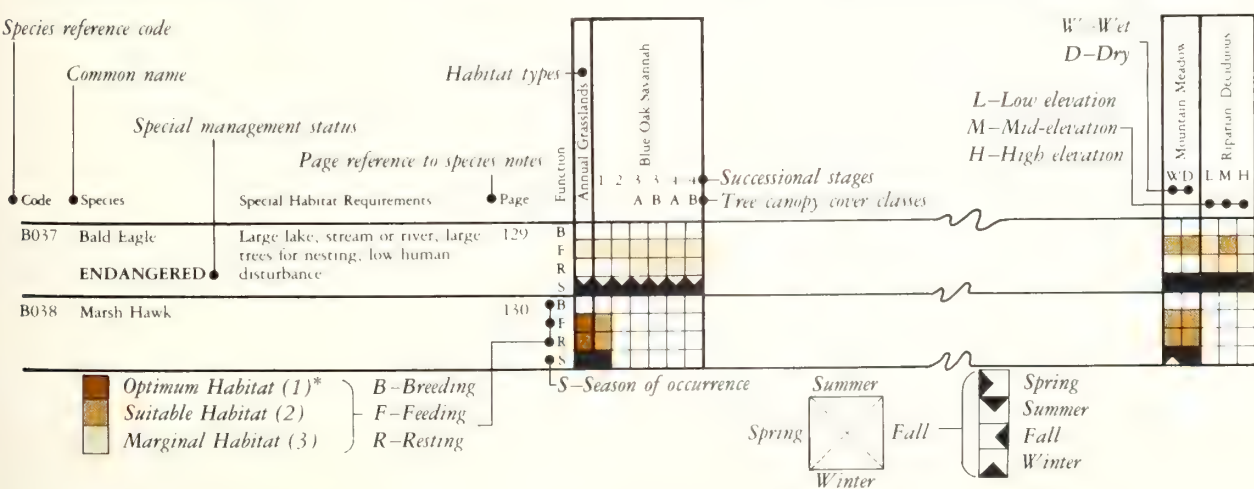 Species reference code
Common name
Special management status
Page reference to species notes
Habitat types
Code Species Special Habitat Requirements Page Function
Annual Grasslands
Blue Oak Savannah
1 2 3 3 4 4
A B A B
Successional stages
Tree canopy cover classes
W-Wet
D-Dry
L-Low elevation
M-Mid-elevation
H-High elevation
Mountain Meadow
Riparian Deciduous
W D L M H
B037 Bald Eagle Large lake, stream or river, large 129 B
trees for nesting, low human F
ENDANGERED disturbance R
S
B038 Marsh Hawk 130 B
F
R
S
S-Season of occurrence
Optimum Habitat (1)* B-Breeding
Suitable Habitat (2) F-Feeding
Marginal Habitat (3) R-Resting
Summer
Spring Fall
Winter
Spring
Summer
Fall
Winter